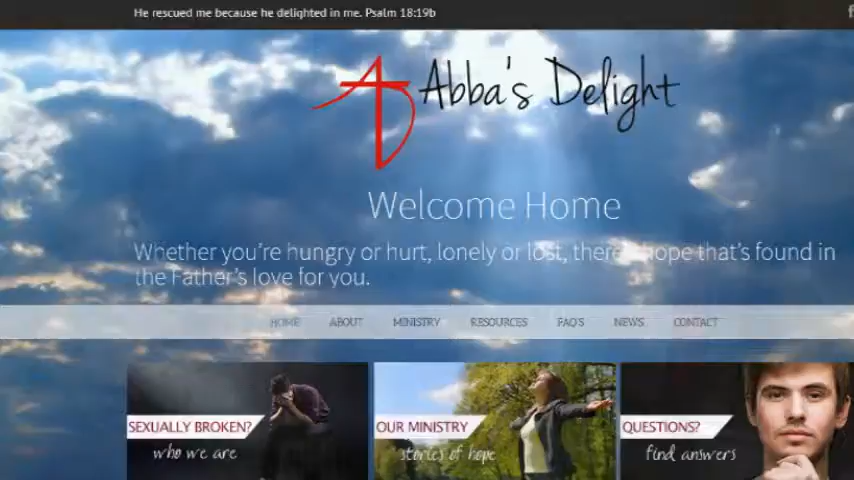 He rescued me because he delighted in me. Psalm 18:19b
Abba's Delight
Welcome Home
Whether you're hungry or hurt, lonely or lost, there's hope that's found in
the Father's love for you.
HOME ABOUT MINISTRY RESOURCES FAQ'S NEWS CONTACT
SEXUALLY BROKEN? OUR MINISTRY QUESTIONS?
who we are stories of hope find answers